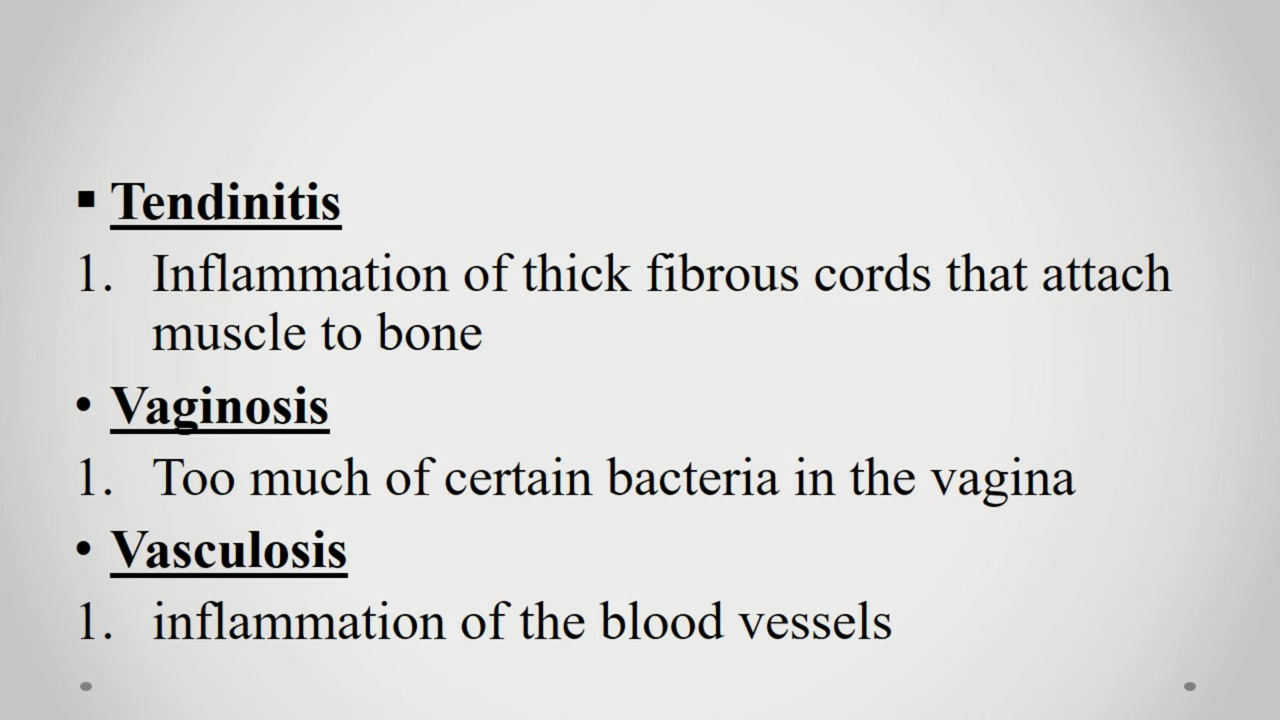 ▪ Tendinitis
1. Inflammation of thick fibrous cords that attach
muscle to bone
• Vaginosis
1. Too much of certain bacteria in the vagina
• Vasculosis
1. inflammation of the blood vessels